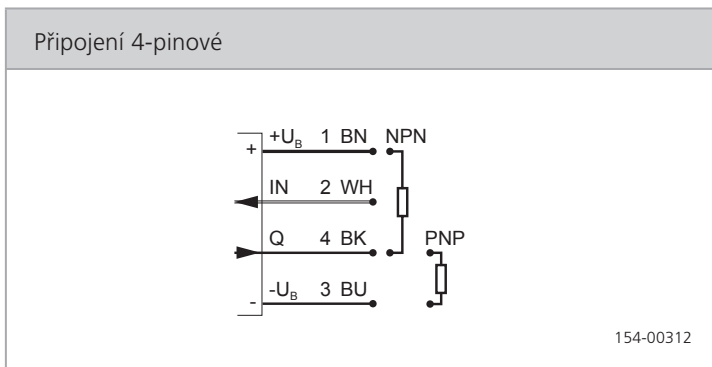 Připojení 4-pinové
+ +U_B 1 BN NPN
IN 2 WH
Q 4 BK PNP
- -U_B 3 BU
154-00312